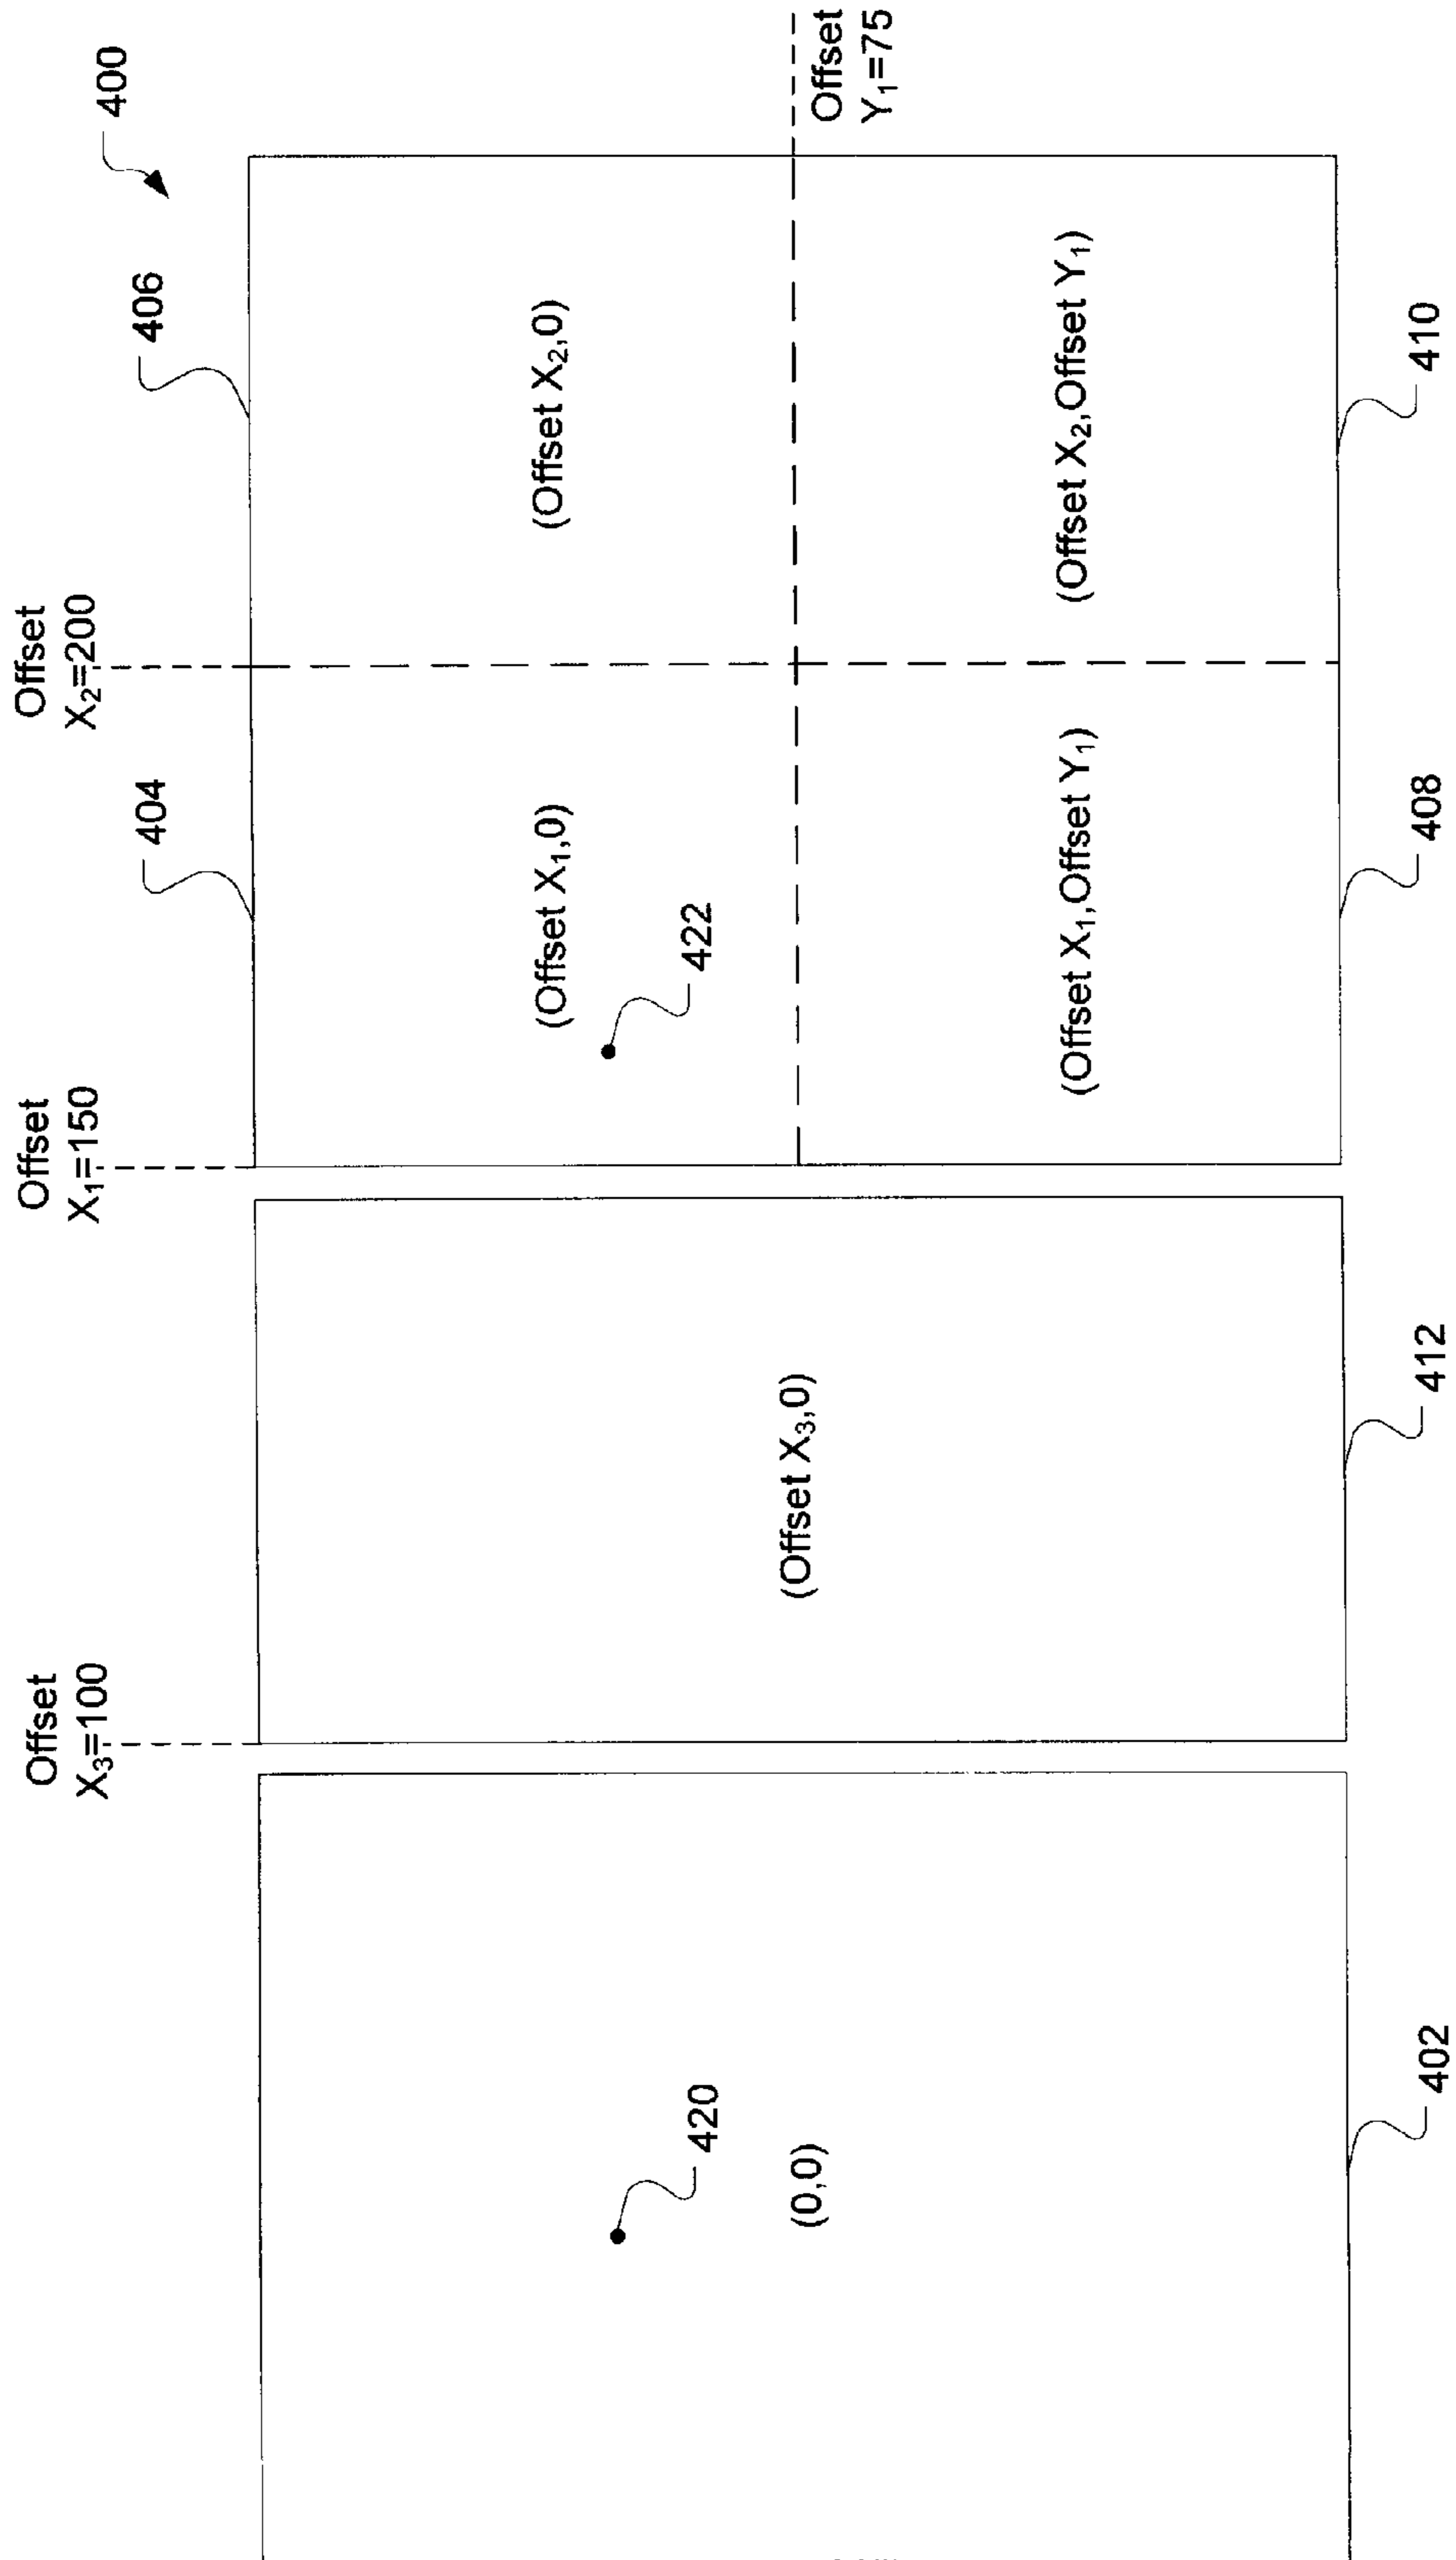 400
Offset
X₃=100
Offset
X₁=150
Offset
X₂=200
404
406
(Offset X₁,0)
(Offset X₂,0)
422
420
(0,0)
(Offset X₃,0)
Offset
Y₁=75
(Offset X₁,Offset Y₁)
(Offset X₂,Offset Y₁)
402
412
408
410